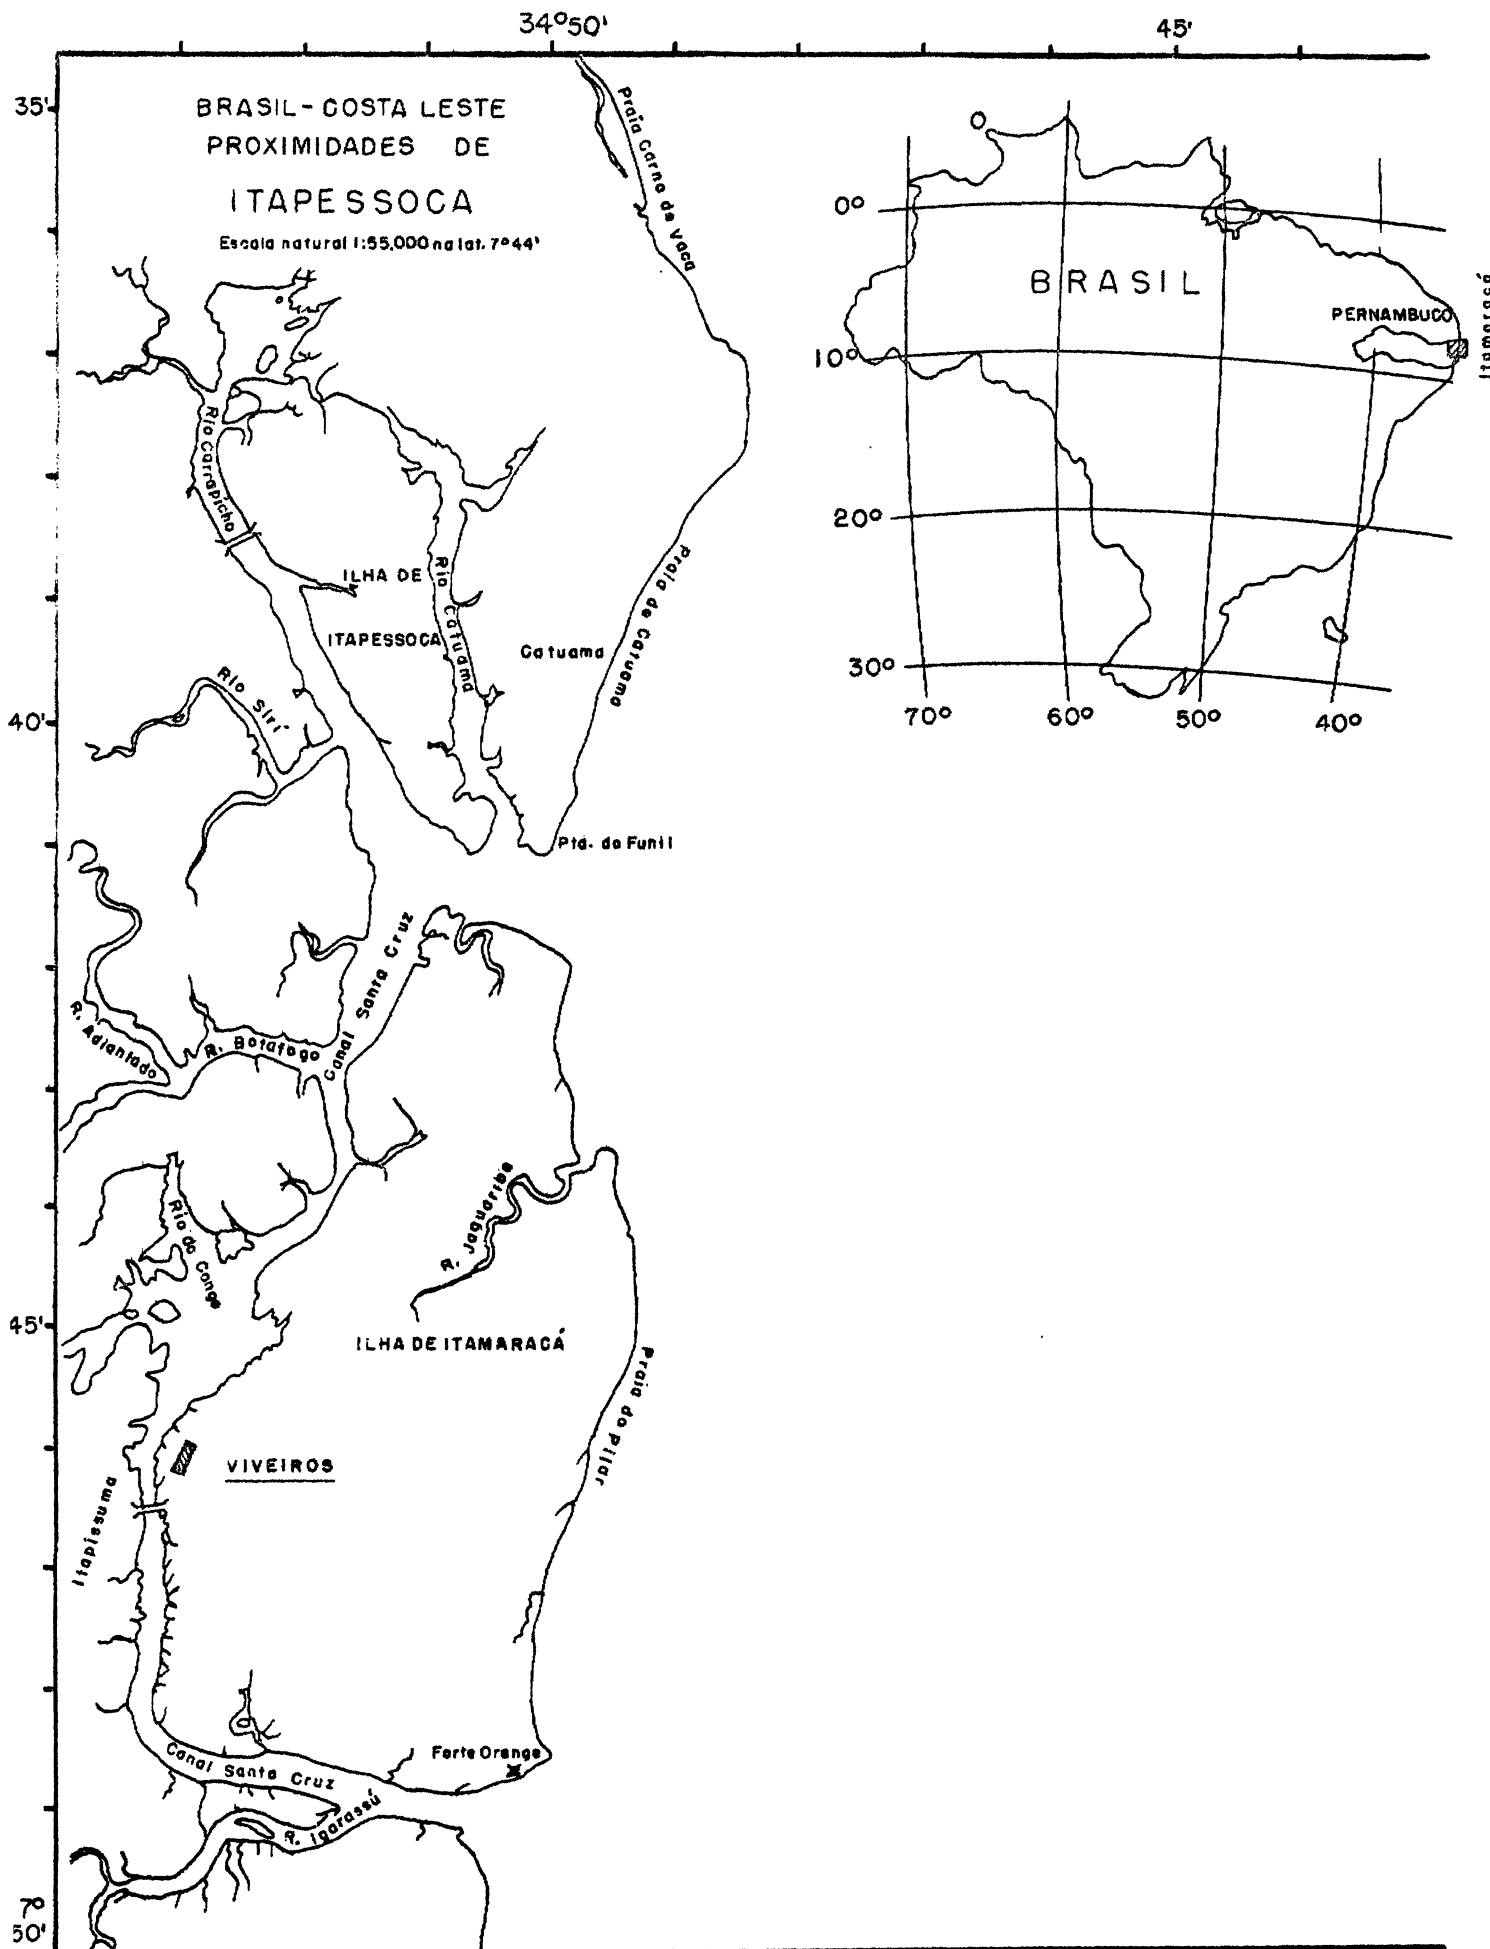 34°50'
45'
35'
BRASIL-COSTA LESTE
PROXIMIDADES DE
ITAPESSOCA
Escala natural 1:55,000 na lat. 7°44'
Praia Carna de Vaca
0°
BRASIL
PERNAMBUCO
Itamaracá
10°
20°
30°
70°
60°
50°
40°
Rio Carrapicho
ILHA DE
ITAPESSOCA
Rio Catuama
Catuama
Praia de Catuama
Rio Siri
40'
Pta. do Funil
Canal Santa Cruz
R. Adiantado
R. Botafogo
Rio do Congo
R. Jaguaribe
45'
ILHA DE ITAMARACÁ
Praia do Pilar
VIVEIROS
Itapissuma
Forte Orange
Canal Santa Cruz
R. Igarassú
7°
50'